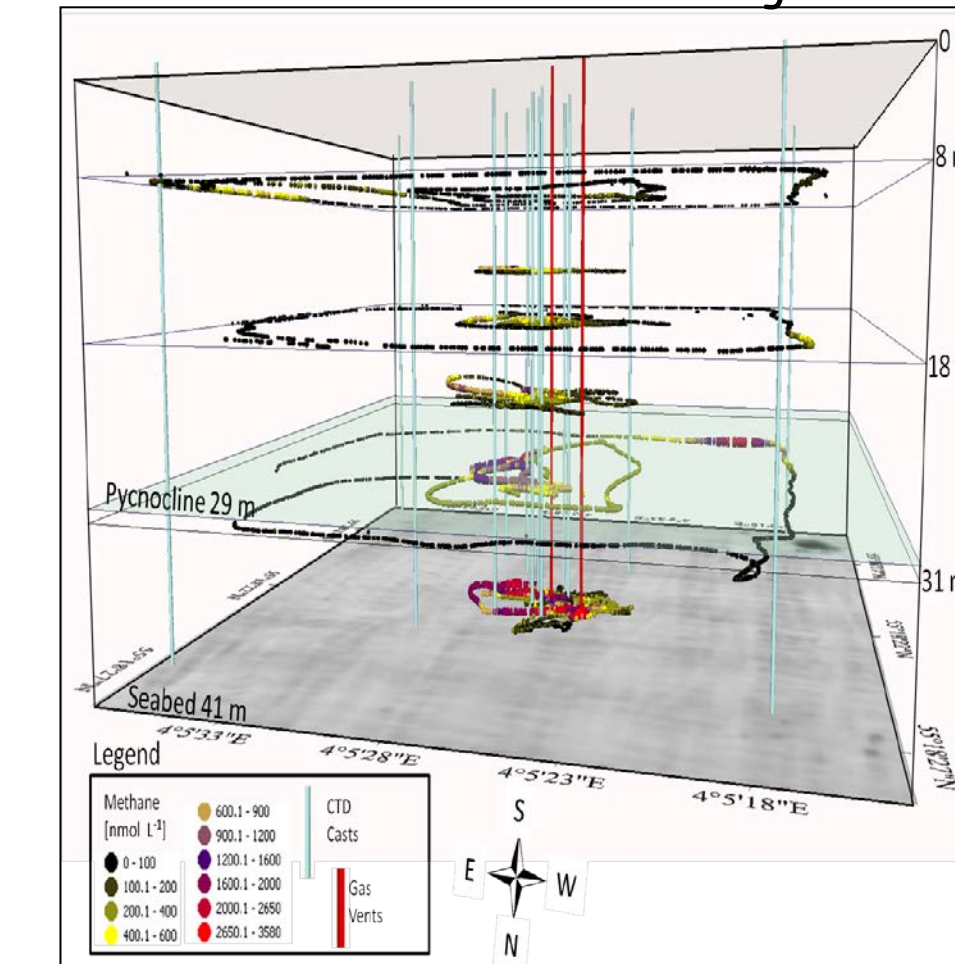 0
8 m
18
Pycnocline 29 m
31 m
Seabed 41 m
4°5'33"E
4°5'28"E
4°5'23"E
4°5'18"E
Legend
Methane
[nmol L-1]
0 - 100
100.1 - 200
200.1 - 400
400.1 - 600
600.1 - 900
900.1 - 1200
1200.1 - 1600
1600.1 - 2000
2000.1 - 2650
2650.1 - 3580
CTD
Casts
Gas
Vents
S
E
W
N